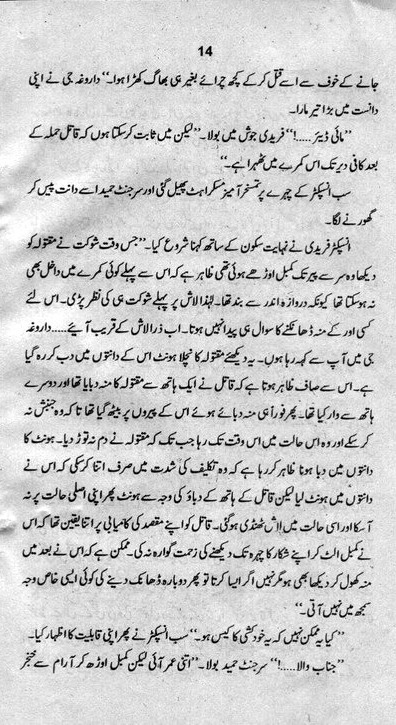 14
جانے کے خوف سے اسے قتل کر کے کچھ چرائے بغیر ہی بھاگ کھڑا ہوا۔“ داروغہ جی نے اپنی
دانست میں بڑا تیر مارا۔
”مائی ڈیئر.....!“ فریدی جوش میں بولا۔ ”لیکن میں ثابت کر سکتا ہوں کہ قاتل حملہ کے
بعد کافی دیر تک اس کمرے میں ٹھہرا ہے۔“
سب انسپکٹر کے چہرے پر تمسخر آمیز مسکراہٹ پھیل گئی اور سرجنٹ حمید اسے دانت پیس کر
گھورنے لگا۔
انسپکٹر فریدی نے نہایت سکون کے ساتھ کہنا شروع کیا۔ ”جس وقت شوکت نے مقتولہ کو
دیکھا وہ سر سے پیر تک کمبل اوڑھے ہوئی تھی ظاہر ہے کہ اس سے پہلے کوئی کمرے میں داخل بھی
نہ ہو سکتا تھا کیونکہ دروازہ اندر سے بند تھا۔ لہٰذا لاش پر پہلے شوکت ہی کی نظر پڑی۔ اس لئے
کسی اور کے منہ ڈھانکنے کا سوال ہی پیدا نہیں ہوتا۔ اب ذرا لاش کے قریب آیئے.....داروغہ
جی میں آپ سے کہہ رہا ہوں۔ یہ دیکھئے مقتولہ کا نچلا ہونٹ اس کے دانتوں میں دب کر رہ گیا
ہے۔ اس سے صاف ظاہر ہوتا ہے کہ قاتل نے ایک ہاتھ سے مقتولہ کا منہ دبایا تھا اور دوسرے
ہاتھ سے وار کیا تھا۔ پھر فوراً ہی منہ دبائے ہوئے اس کے پیروں پر بیٹھ گیا تھا تا کہ وہ جنبش نہ
کر سکے اور وہ اس حالت میں اس وقت تک رہا جب تک کہ مقتولہ نے دم نہ توڑ دیا۔ ہونٹ کا
دانتوں میں دبا ہونا ظاہر کر رہا ہے کہ وہ تکلیف کی شدت میں صرف اتنا کر سکی کہ اس نے
دانتوں میں ہونٹ لیا لیکن قاتل کے ہاتھ کے دباؤ کی وجہ سے ہونٹ پھر اپنی اصلی حالت پر نہ
آ سکا اور اسی حالت میں لاش ٹھنڈی ہوگئی۔ قاتل کو اپنے مقصد کی کامیابی پر اتنا یقین تھا کہ اس
نے کمبل الٹ کر اپنے شکار کا چہرہ تک دیکھنے کی زحمت گوارہ نہ کی۔ ممکن ہے کہ اس نے بعد میں
منہ کھول کر دیکھا بھی ہو مگر نہیں اگر ایسا کرتا تو پھر دوبارہ ڈھانک دینے کی کوئی ایسی خاص وجہ
سمجھ میں نہیں آتی۔“
”کیا یہ ممکن نہیں کہ یہ خودکشی کا کیس ہو۔“ سب انسپکٹر نے پھر اپنی قابلیت کا اظہار کیا۔
”جناب والا.....!“ سرجنٹ حمید بولا۔ ”اتنی عمر آئی لیکن کمبل اوڑھ کر آرام سے خنجر